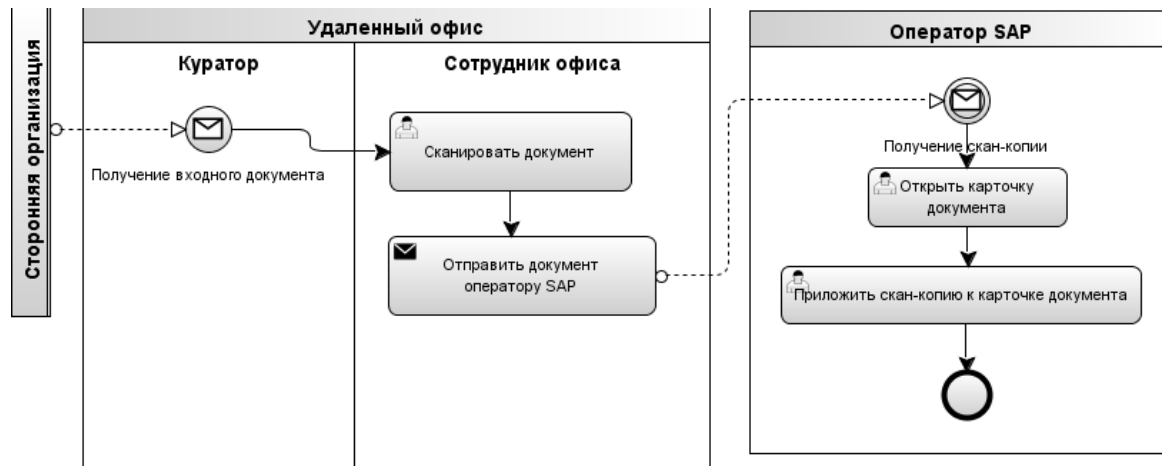 Сторонняя организация
Удаленный офис
Куратор
Сотрудник офиса
Получение входного документа
Сканировать документ
Отправить документ
оператору SAP
Оператор SAP
Получение скан-копии
Открыть карточку
документа
Приложить скан-копию к карточке документа